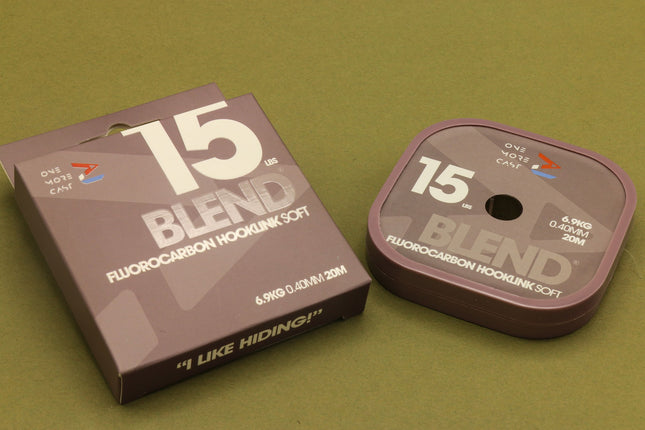 ONE
MORE
CAST
15
LBS
BLEND®
FLUOROCARBON HOOKLINK SOFT
6.9KG 0.40MM 20M
"I LIKE HIDING!"
ONE
MORE
CAST
15
LBS
6.9KG
0.40MM
20M
BLEND®
FLUOROCARBON HOOKLINK SOFT